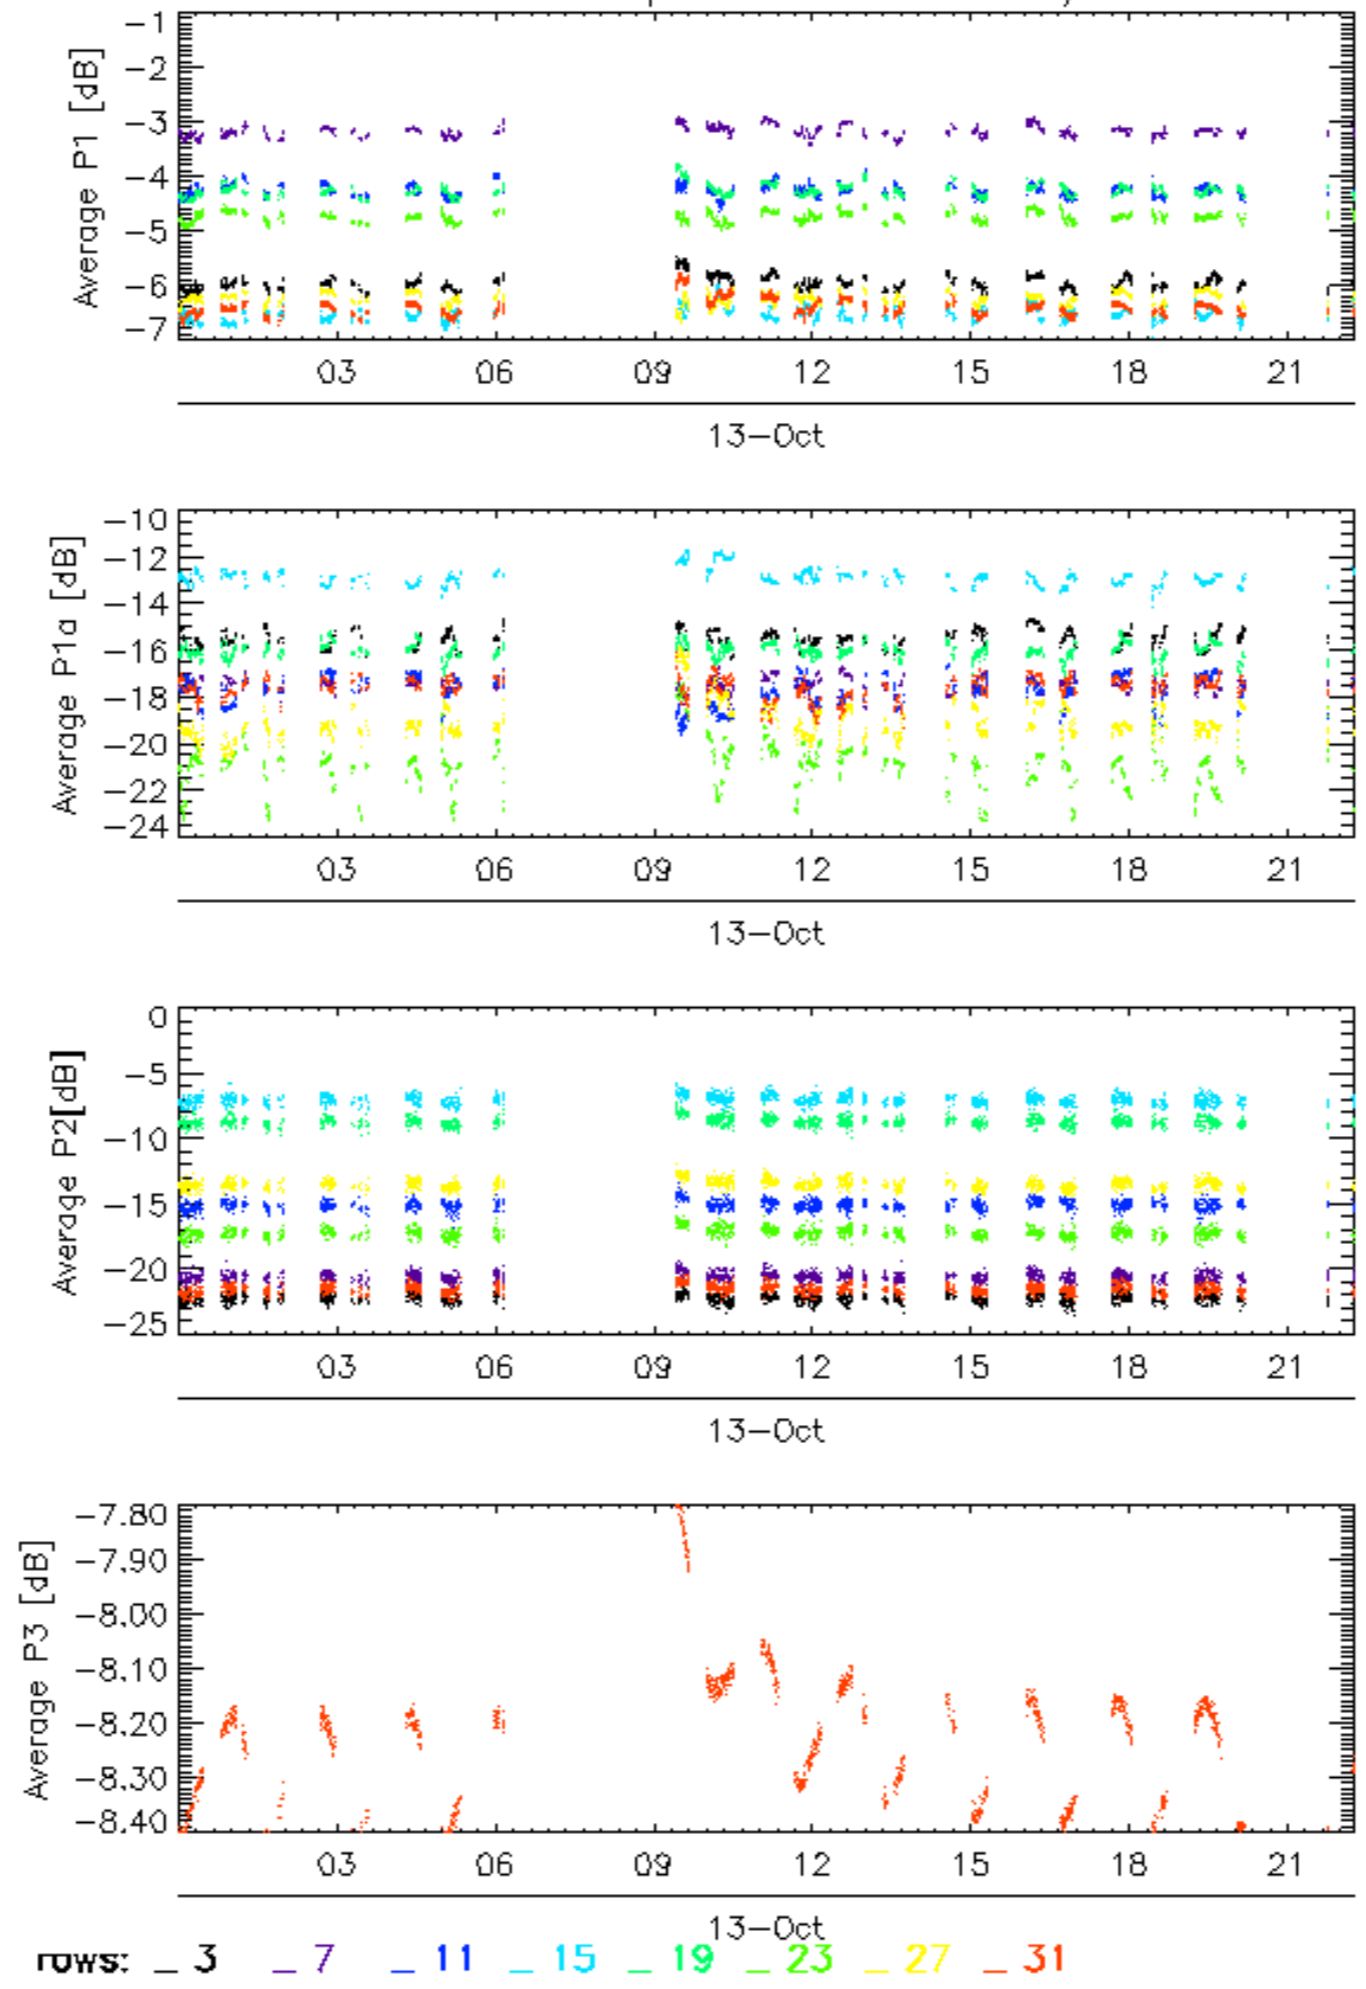 Average P1 [dB]
-1
-2
-3
-4
-5
-6
-7
03 06 09 12 15 18 21
13-Oct
Average P1a [dB]
-10
-12
-14
-16
-18
-20
-22
-24
03 06 09 12 15 18 21
13-Oct
Average P2[dB]
0
-5
-10
-15
-20
-25
03 06 09 12 15 18 21
13-Oct
Average P3 [dB]
-7.80
-7.90
-8.00
-8.10
-8.20
-8.30
-8.40
03 06 09 12 15 18 21
13-Oct
rows: _ 3 _ 7 _ 11 _ 15 _ 19 _ 23 _ 27 _ 31